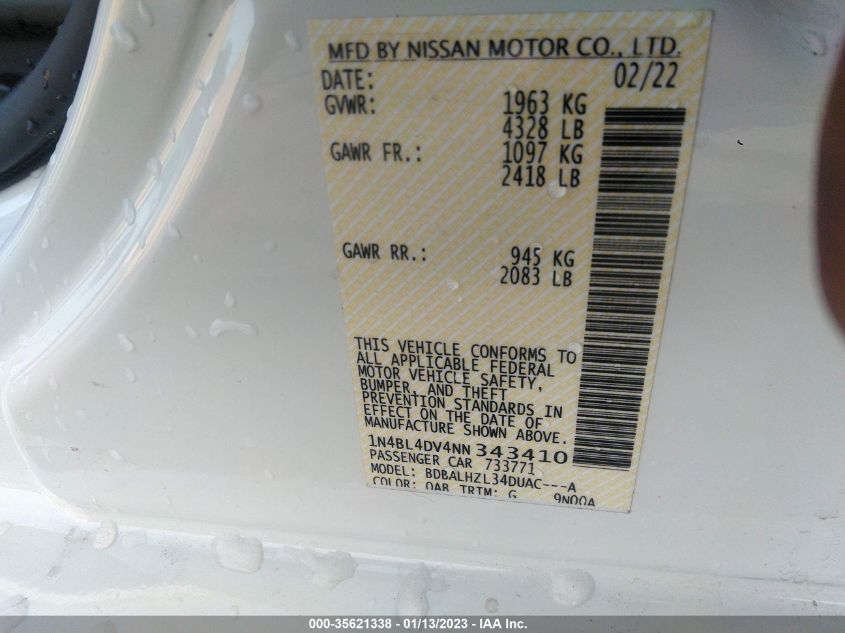 MFD BY NISSAN MOTOR CO., LTD.
DATE: 02/22
GVWR: 1963 KG
4328 LB
GAWR FR.: 1097 KG
2418 LB
GAWR RR.: 945 KG
2083 LB
THIS VEHICLE CONFORMS TO
ALL APPLICABLE FEDERAL
MOTOR VEHICLE SAFETY,
BUMPER, AND THEFT
PREVENTION STANDARDS IN
EFFECT ON THE DATE OF
MANUFACTURE SHOWN ABOVE.
1N4BL4DV4NN 343410
PASSENGER CAR 733771
MODEL: BDBALHZL34DUAC---A
COLOR: QAB TRIM: G 9N00A
000-35621338 - 01/13/2023 - IAA Inc.